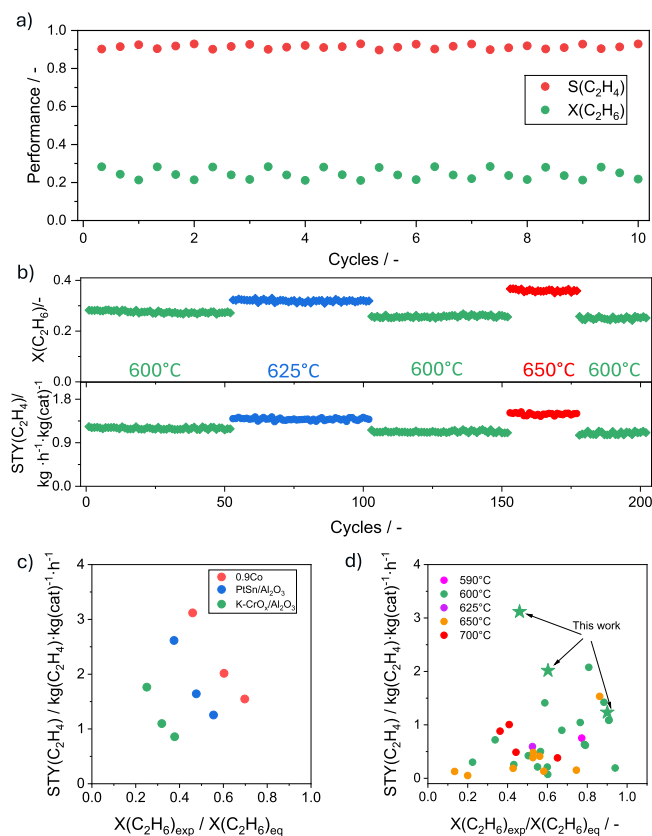 a)
1.0
0.8
0.6
0.4
0.2
0.0
Performance / -
S(C₂H₄)
X(C₂H₆)
0 2 4 6 8 10
Cycles / -
b)
0.4
0.2
0.0
X(C₂H₆)/-
600°C 625°C 600°C 650°C 600°C
1.8
0.9
0.0
STY(C₂H₄)/
kg ·h⁻¹·kg(cat)⁻¹
0 50 100 150 200
Cycles / -
c)
4
3
2
1
0
STY(C₂H₄) / kg(C₂H₄)·kg(cat)⁻¹·h⁻¹
0.9Co
PtSn/Al₂O₃
K-CrOₓ/Al₂O₃
0.0 0.2 0.4 0.6 0.8 1.0
X(C₂H₆)exp / X(C₂H₆)eq
d)
4
3
2
1
0
STY(C₂H₄) / kg(C₂H₄)·kg(cat)⁻¹·h⁻¹
590°C
600°C
625°C
650°C
700°C
This work
0.0 0.2 0.4 0.6 0.8 1.0
X(C₂H₆)exp/X(C₂H₆)eq / -